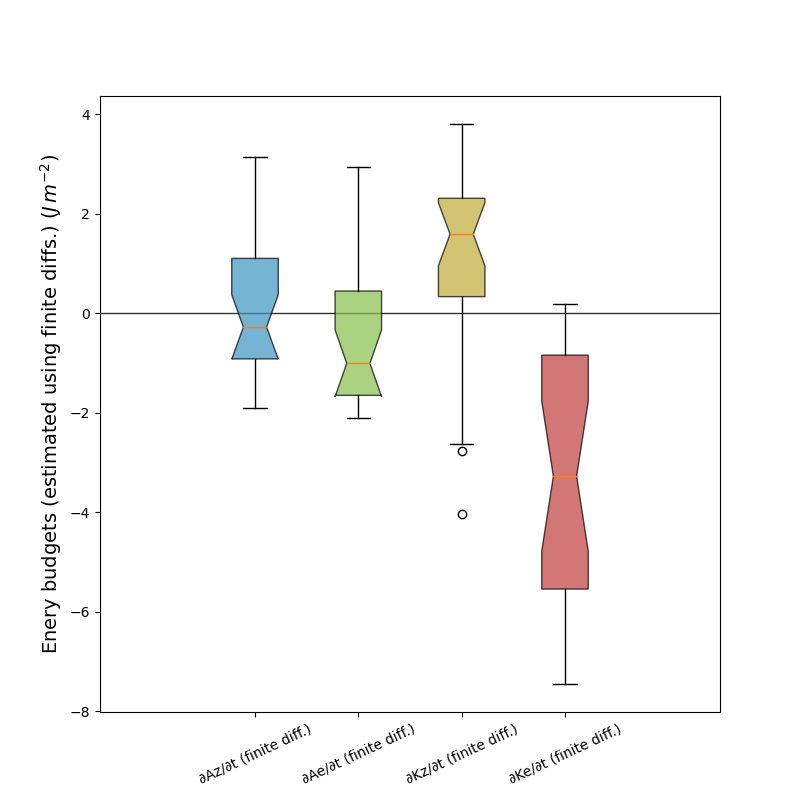 Enery budgets (estimated using finite diffs.) (J m⁻²)
4
2
0
−2
−4
−6
−8
∂Az/∂t (finite diff.)
∂Ae/∂t (finite diff.)
∂Kz/∂t (finite diff.)
∂Ke/∂t (finite diff.)